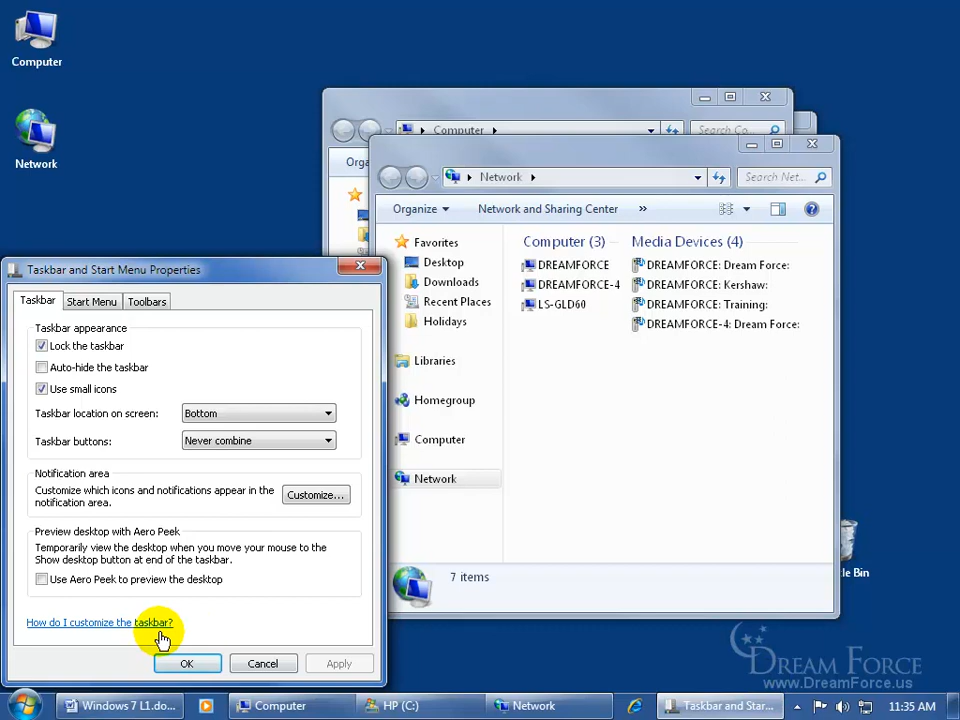 Computer
Network
Computer
Search Co...
Orga
Network
Search Net...
Organize
Network and Sharing Center
»
Favorites
Desktop
Downloads
Recent Places
Holidays
Libraries
Homegroup
Computer
Network
Computer (3)
DREAMFORCE
DREAMFORCE-4
LS-GLD60
Media Devices (4)
DREAMFORCE: Dream Force:
DREAMFORCE: Kershaw:
DREAMFORCE: Training:
DREAMFORCE-4: Dream Force:
7 items
Taskbar and Start Menu Properties
Taskbar
Start Menu
Toolbars
Taskbar appearance
Lock the taskbar
Auto-hide the taskbar
Use small icons
Taskbar location on screen:
Bottom
Taskbar buttons:
Never combine
Notification area
Customize which icons and notifications appear in the
notification area.
Customize...
Preview desktop with Aero Peek
Temporarily view the desktop when you move your mouse to the
Show desktop button at end of the taskbar.
Use Aero Peek to preview the desktop
How do I customize the taskbar?
OK
Cancel
Apply
cle Bin
DREAM FORCE
www.DreamForce.us
Windows 7 L1.do...
Computer
HP (C:)
Network
Taskbar and Star...
11:35 AM